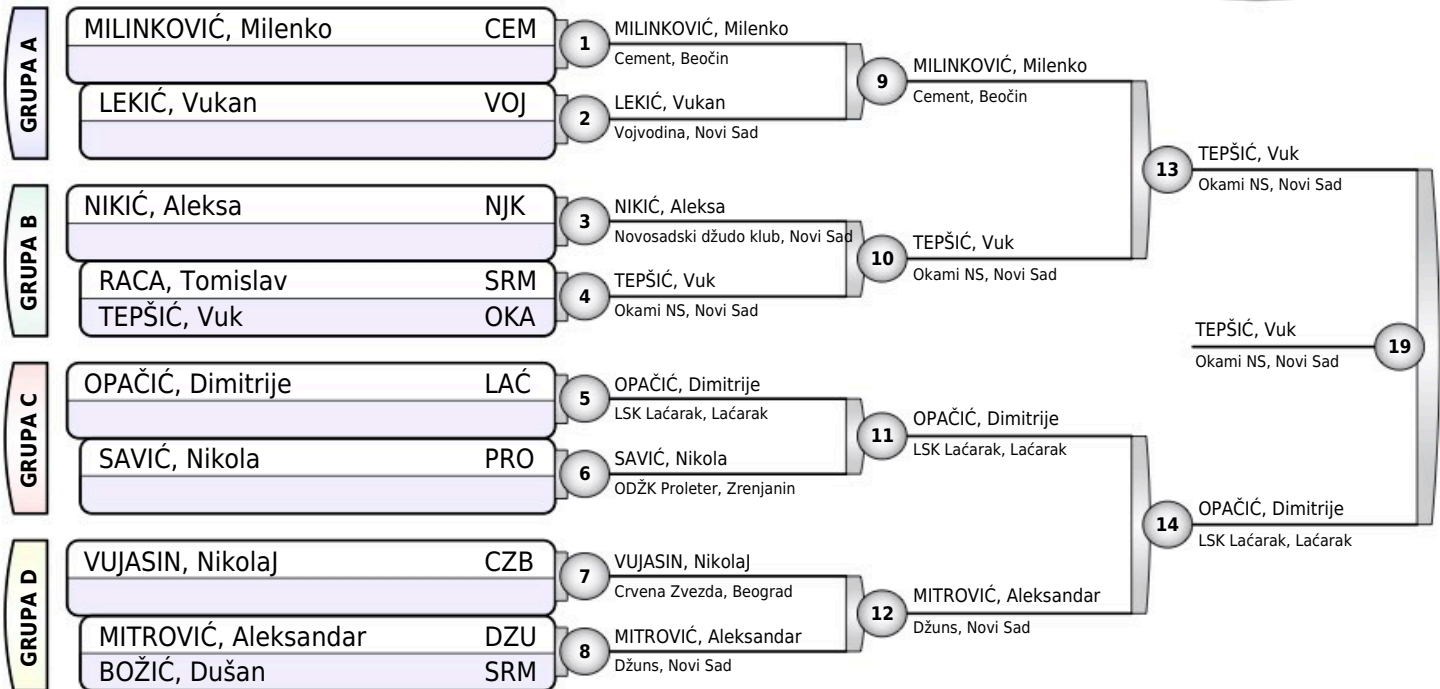 GRUPA A
MILINKOVIĆ, Milenko CEM
LEKIĆ, Vukan VOJ
1
MILINKOVIĆ, Milenko
Cement, Beočin
2
LEKIĆ, Vukan
Vojvodina, Novi Sad
9
MILINKOVIĆ, Milenko
Cement, Beočin
GRUPA B
NIKIĆ, Aleksa NJK
RACA, Tomislav SRM
TEPŠIĆ, Vuk OKA
3
NIKIĆ, Aleksa
Novosadski džudo klub, Novi Sad
4
TEPŠIĆ, Vuk
Okami NS, Novi Sad
10
TEPŠIĆ, Vuk
Okami NS, Novi Sad
13
TEPŠIĆ, Vuk
Okami NS, Novi Sad
GRUPA C
OPAČIĆ, Dimitrije LAĆ
SAVIĆ, Nikola PRO
5
OPAČIĆ, Dimitrije
LSK Laćarak, Laćarak
6
SAVIĆ, Nikola
ODŽK Proleter, Zrenjanin
11
OPAČIĆ, Dimitrije
LSK Laćarak, Laćarak
GRUPA D
VUJASIN, NikolaJ CZB
MITROVIĆ, Aleksandar DZU
BOŽIĆ, Dušan SRM
7
VUJASIN, NikolaJ
Crvena Zvezda, Beograd
8
MITROVIĆ, Aleksandar
Džuns, Novi Sad
12
MITROVIĆ, Aleksandar
Džuns, Novi Sad
14
OPAČIĆ, Dimitrije
LSK Laćarak, Laćarak
TEPŠIĆ, Vuk
Okami NS, Novi Sad
19